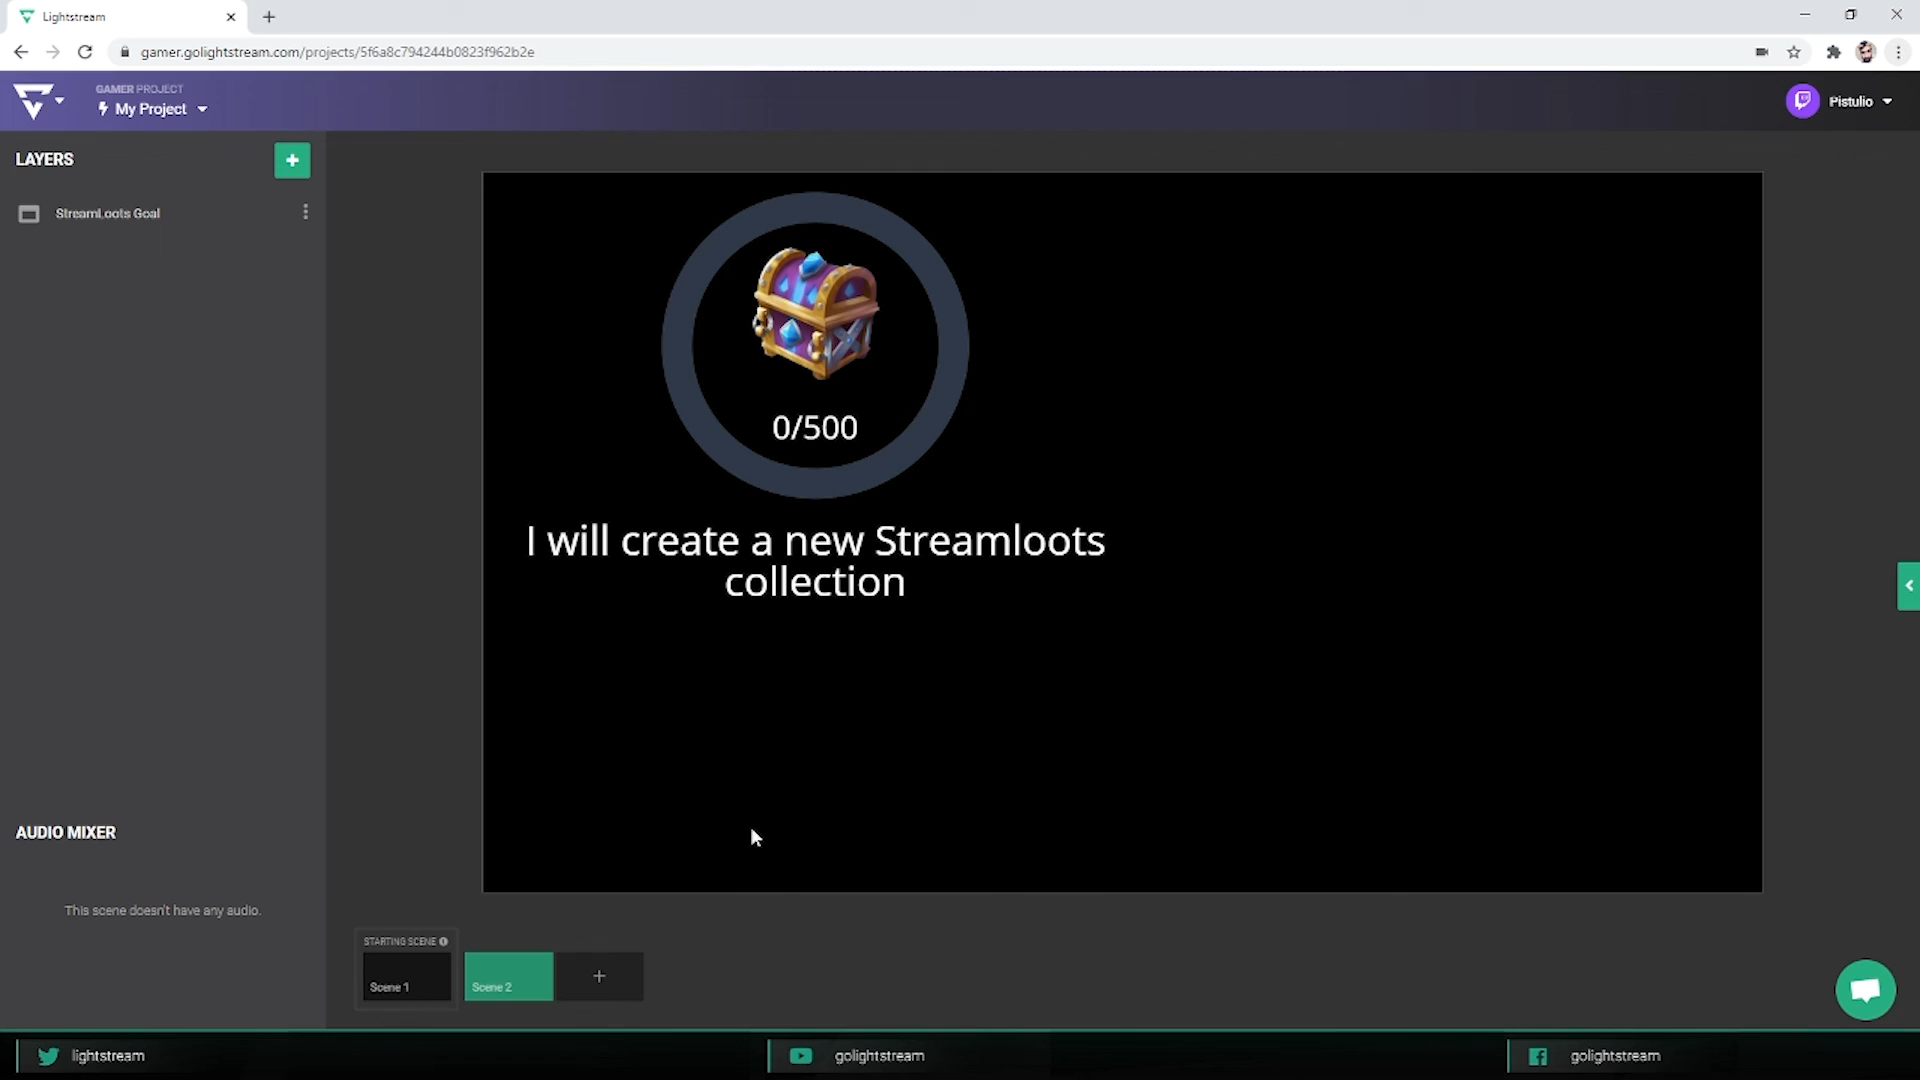 Lightstream
gamer.golightstream.com/projects/5f6a8c794244b0823f962b2e
GAMER PROJECT
My Project
Pistulio
LAYERS
StreamLoots Goal
0/500
I will create a new Streamloots
collection
AUDIO MIXER
This scene doesn't have any audio.
STARTING SCENE
Scene 1
Scene 2
lightstream
golightstream
golightstream